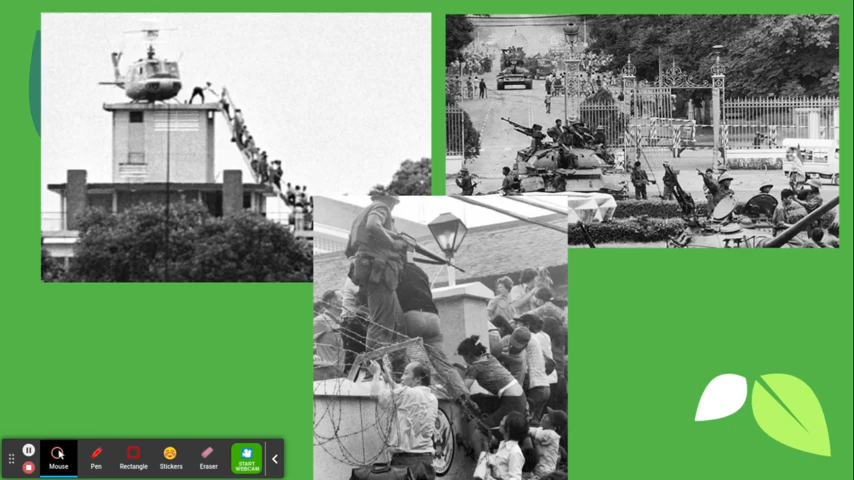 Mouse
Pen
Rectangle
Stickers
Eraser
START
WEBCAM